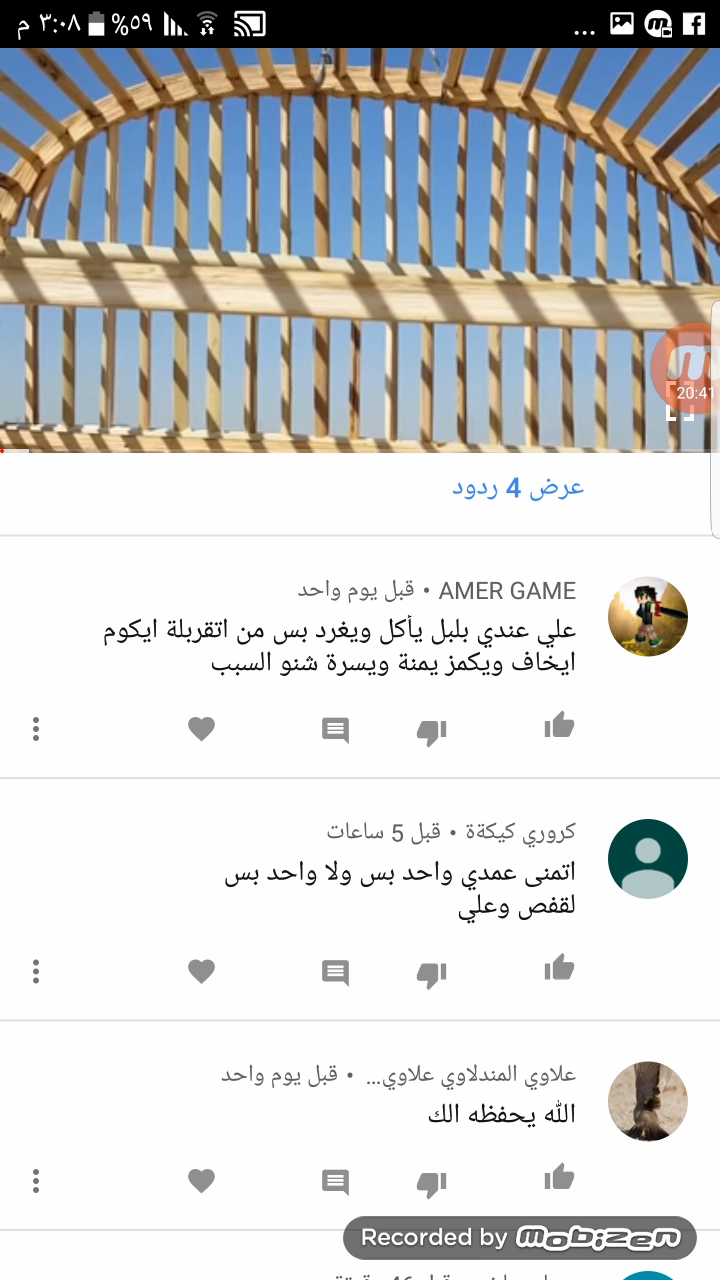 ٣:٠٨ م
%٥٩
20:41
عرض 4 ردود
AMER GAME • قبل يوم واحد
علي عندي بلبل يأكل ويغرد بس من اتقربلة ايكوم
ايخاف ويكمز يمنة ويسرة شنو السبب
كروري كيكةة • قبل 5 ساعات
اتمنى عمدي واحد بس ولا واحد بس
لقفص وعلي
علاوي المندلاوي علاوي... • قبل يوم واحد
الله يحفظه الك
Recorded by mobizen